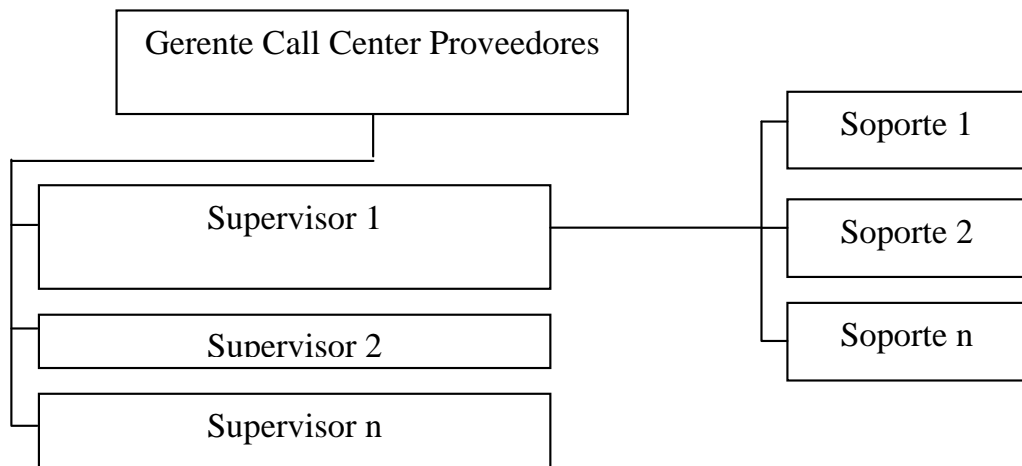 Gerente Call Center Proveedores
Soporte 1
Supervisor 1
Soporte 2
Supervisor 2
Soporte n
Supervisor n